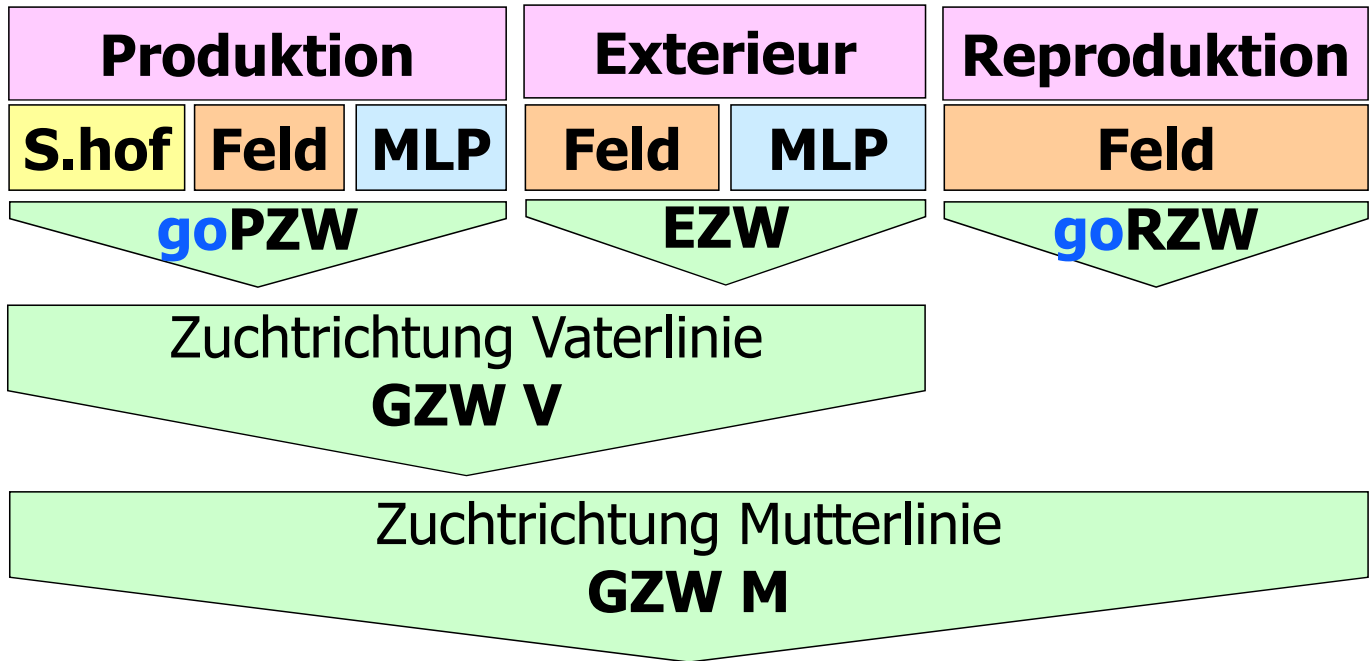 Produktion
Exterieur
Reproduktion
S.hof
Feld
MLP
Feld
MLP
Feld
goPZW
EZW
goRZW
Zuchtrichtung Vaterlinie
GZW V
Zuchtrichtung Mutterlinie
GZW M